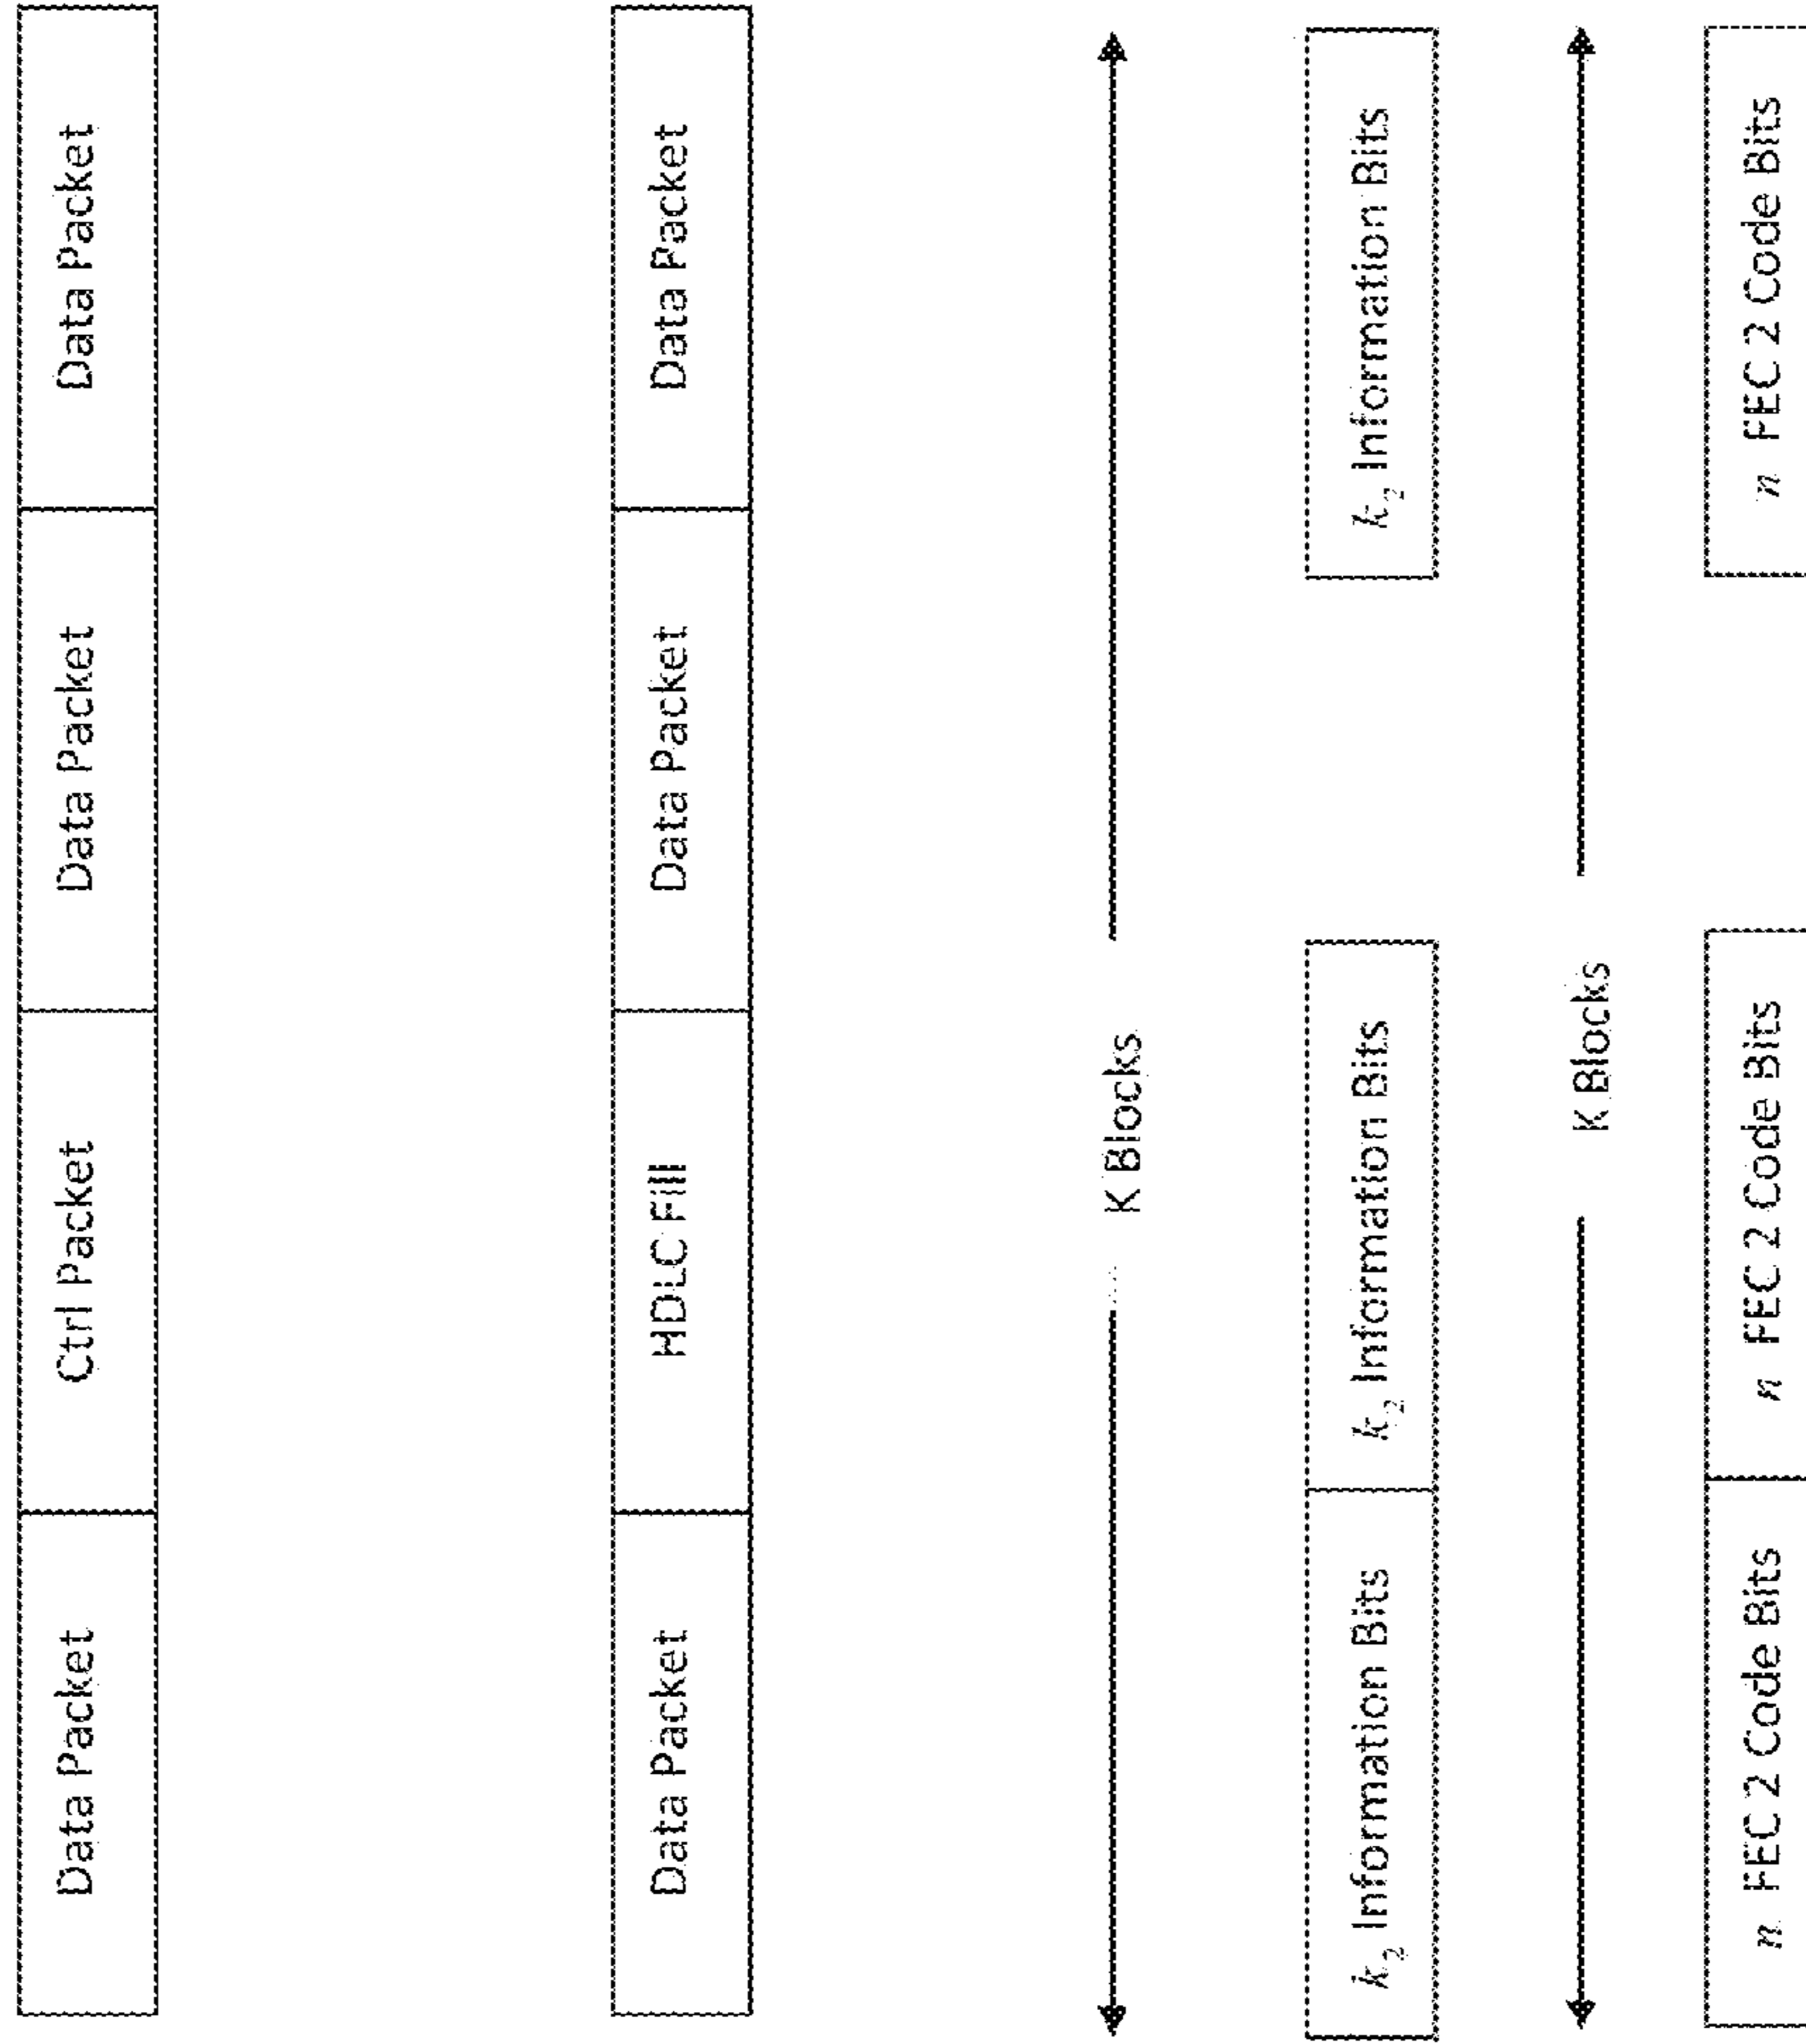 Data Packet Ctrl Packet Data Packet Data Packet
Data Packet HDLC Fill Data Packet Data Packet
K Blocks
k₂ Information Bits k₂ Information Bits k₂ Information Bits
K Blocks
n FEC 2 Code Bits n FEC 2 Code Bits n FEC 2 Code Bits